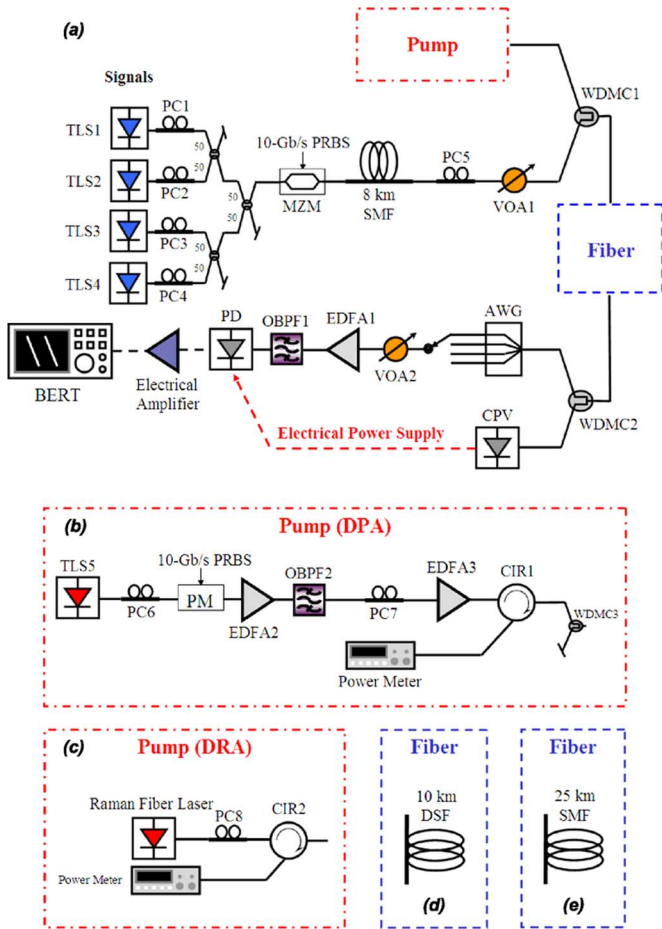 (a)
Pump
Signals
WDMC1
TLS1
PC1
50
50
10-Gb/s PRBS
TLS2
PC2
MZM
8 km
SMF
PC5
VOA1
50
50
TLS3
PC3
50
50
TLS4
PC4
Fiber
BERT
Electrical
Amplifier
PD
OBPF1
EDFA1
VOA2
AWG
WDMC2
Electrical Power Supply
CPV
(b)
Pump (DPA)
TLS5
PC6
10-Gb/s PRBS
PM
EDFA2
OBPF2
PC7
EDFA3
CIR1
WDMC3
Power Meter
(c)
Pump (DRA)
Raman Fiber Laser
PC8
CIR2
Power Meter
Fiber
10 km
DSF
(d)
Fiber
25 km
SMF
(e)